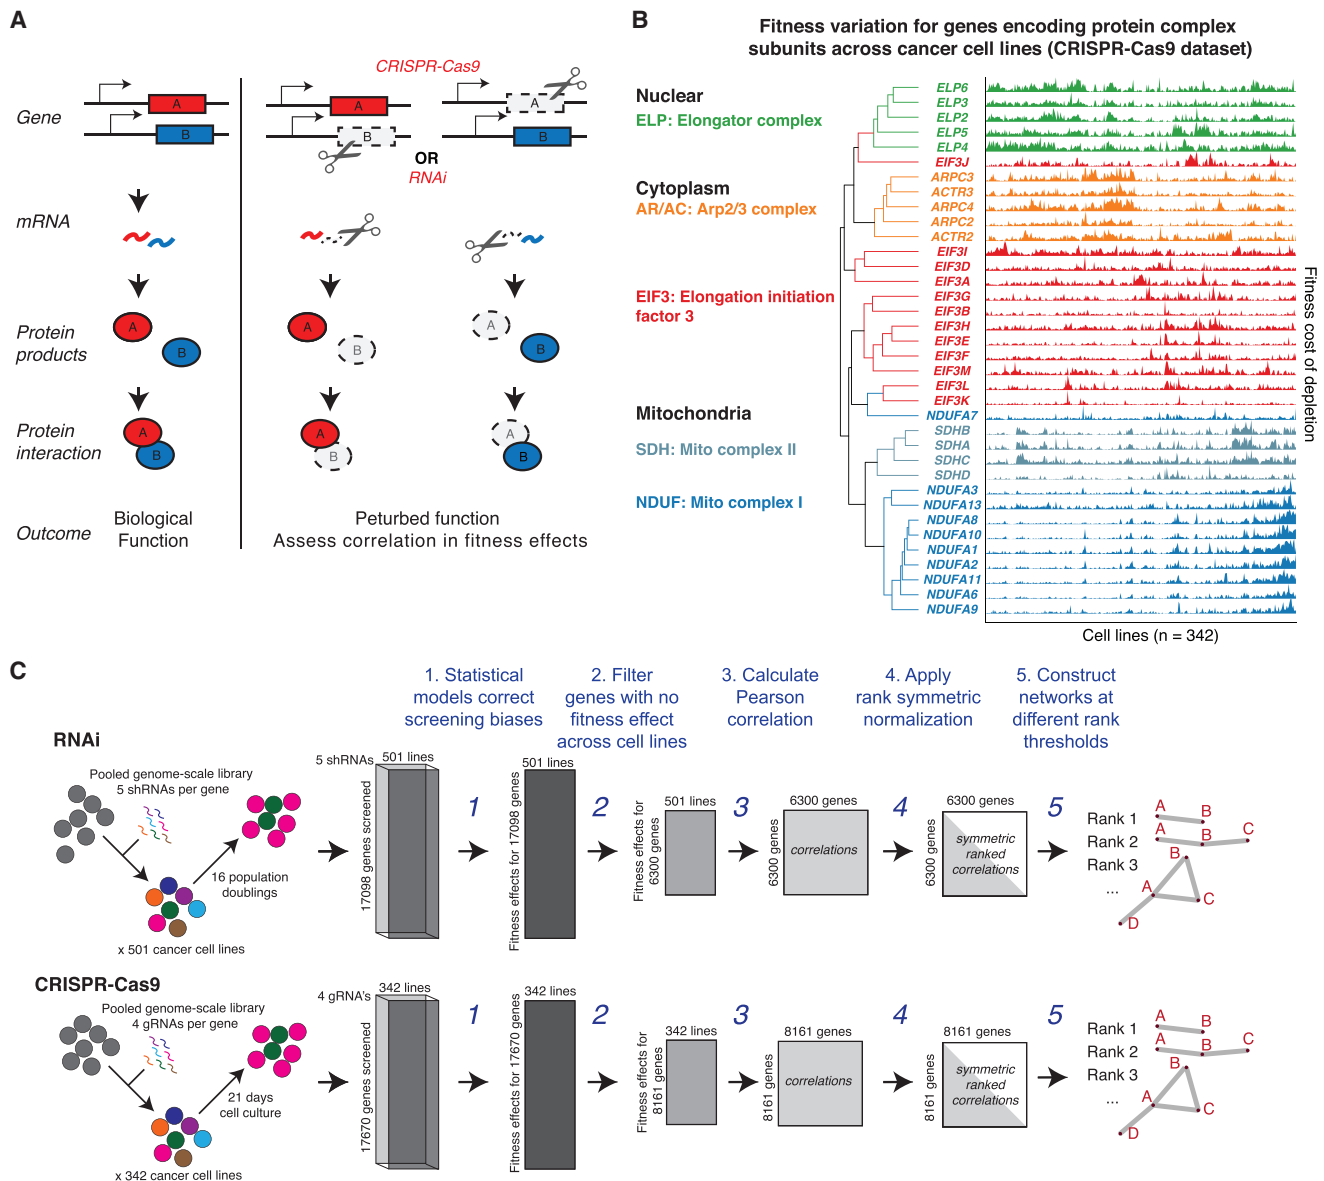 A
CRISPR-Cas9
Gene
A
B
A
B
A
B
OR
RNAi
mRNA
Protein
products
A
B
A
B
A
B
Protein
interaction
A
B
A
B
A
B
Outcome
Biological
Function
Peturbed function
Assess correlation in fitness effects
B
Fitness variation for genes encoding protein complex
subunits across cancer cell lines (CRISPR-Cas9 dataset)
Nuclear
ELP: Elongator complex
Cytoplasm
AR/AC: Arp2/3 complex
EIF3: Elongation initiation
factor 3
Mitochondria
SDH: Mito complex II
NDUF: Mito complex I
ELP6
ELP3
ELP2
ELP5
ELP4
EIF3J
ARPC3
ACTR3
ARPC4
ARPC2
ACTR2
EIF3I
EIF3D
EIF3A
EIF3G
EIF3B
EIF3H
EIF3E
EIF3F
EIF3M
EIF3L
EIF3K
NDUFA7
SDHB
SDHA
SDHC
SDHD
NDUFA3
NDUFA13
NDUFA8
NDUFA10
NDUFA1
NDUFA2
NDUFA11
NDUFA6
NDUFA9
Fitness cost of depletion
Cell lines (n = 342)
C
1. Statistical
models correct
screening biases
2. Filter
genes with no
fitness effect
across cell lines
3. Calculate
Pearson
correlation
4. Apply
rank symmetric
normalization
5. Construct
networks at
different rank
thresholds
RNAi
Pooled genome-scale library
5 shRNAs per gene
16 population
doublings
x 501 cancer cell lines
5 shRNAs
501 lines
17098 genes screened
1
501 lines
Fitness effects for 17098 genes
2
501 lines
Fitness effects for
6300 genes
3
6300 genes
6300 genes
correlations
4
6300 genes
6300 genes
symmetric
ranked
correlations
5
Rank 1
A
B
Rank 2
A
B
C
Rank 3
B
A
C
D
...
CRISPR-Cas9
Pooled genome-scale library
4 gRNAs per gene
21 days
cell culture
x 342 cancer cell lines
4 gRNA's
342 lines
17670 genes screened
1
342 lines
Fitness effects for 17670 genes
2
342 lines
Fitness effects for
8161 genes
3
8161 genes
8161 genes
correlations
4
8161 genes
8161 genes
symmetric
ranked
correlations
5
Rank 1
A
B
Rank 2
A
B
C
Rank 3
B
A
C
D
...